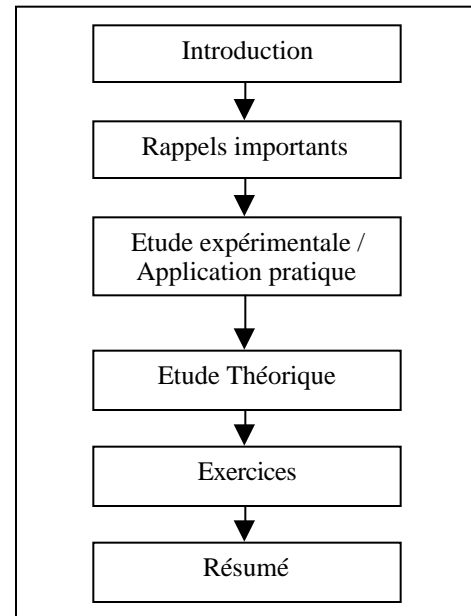 Introduction
Rappels importants
Etude expérimentale /
Application pratique
Etude Théorique
Exercices
Résumé